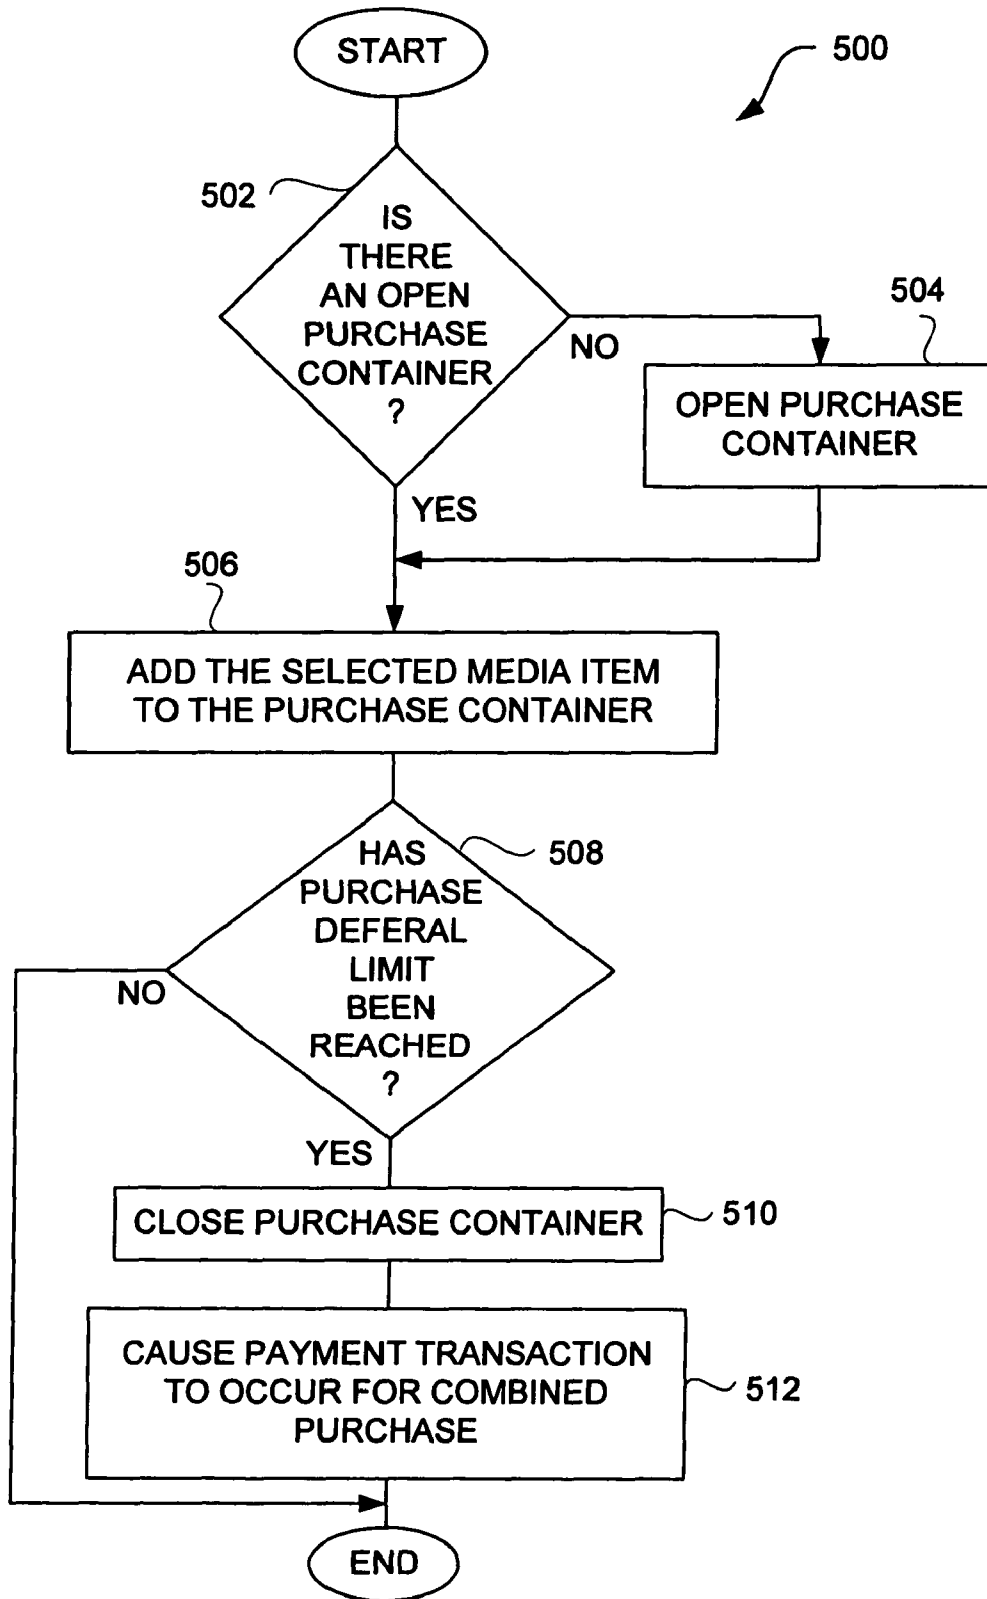 START
500
502
IS
THERE
AN OPEN
PURCHASE
CONTAINER
?
NO
504
OPEN PURCHASE
CONTAINER
YES
506
ADD THE SELECTED MEDIA ITEM
TO THE PURCHASE CONTAINER
508
HAS
PURCHASE
DEFERAL
LIMIT
BEEN
REACHED
?
NO
YES
CLOSE PURCHASE CONTAINER
510
CAUSE PAYMENT TRANSACTION
TO OCCUR FOR COMBINED
PURCHASE
512
END